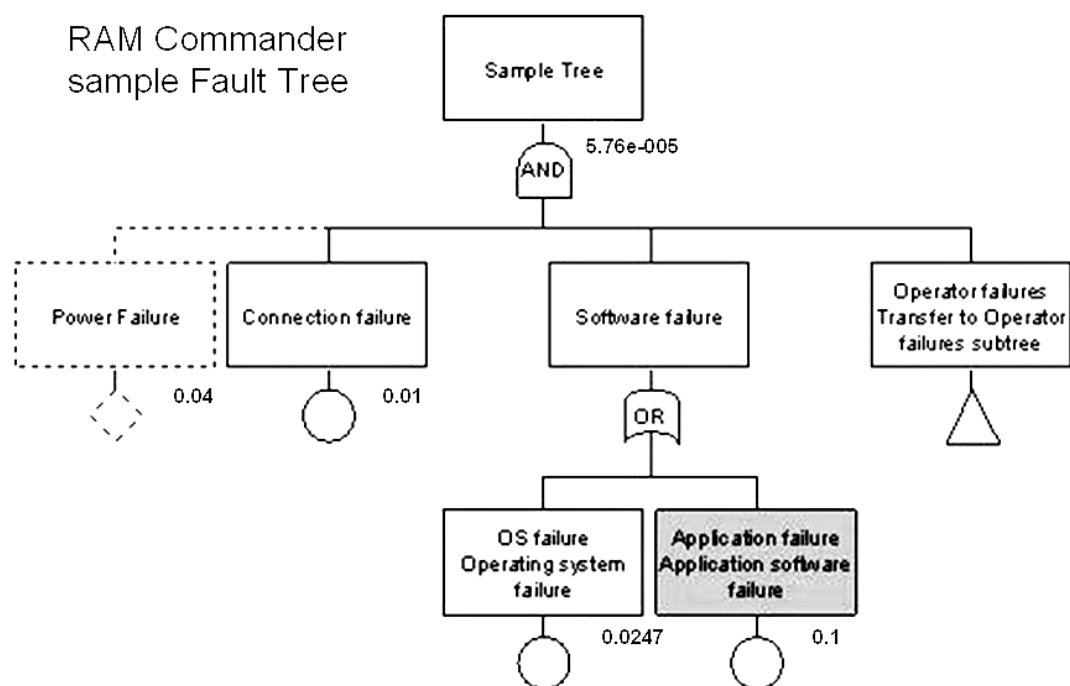 RAM Commander
sample Fault Tree
Sample Tree
5.76e-005
AND
Power Failure
Connection failure
Software failure
Operator failures
Transfer to Operator
failures subtree
0.04
0.01
OR
OS failure
Operating system
failure
Application failure
Application software
failure
0.0247
0.1